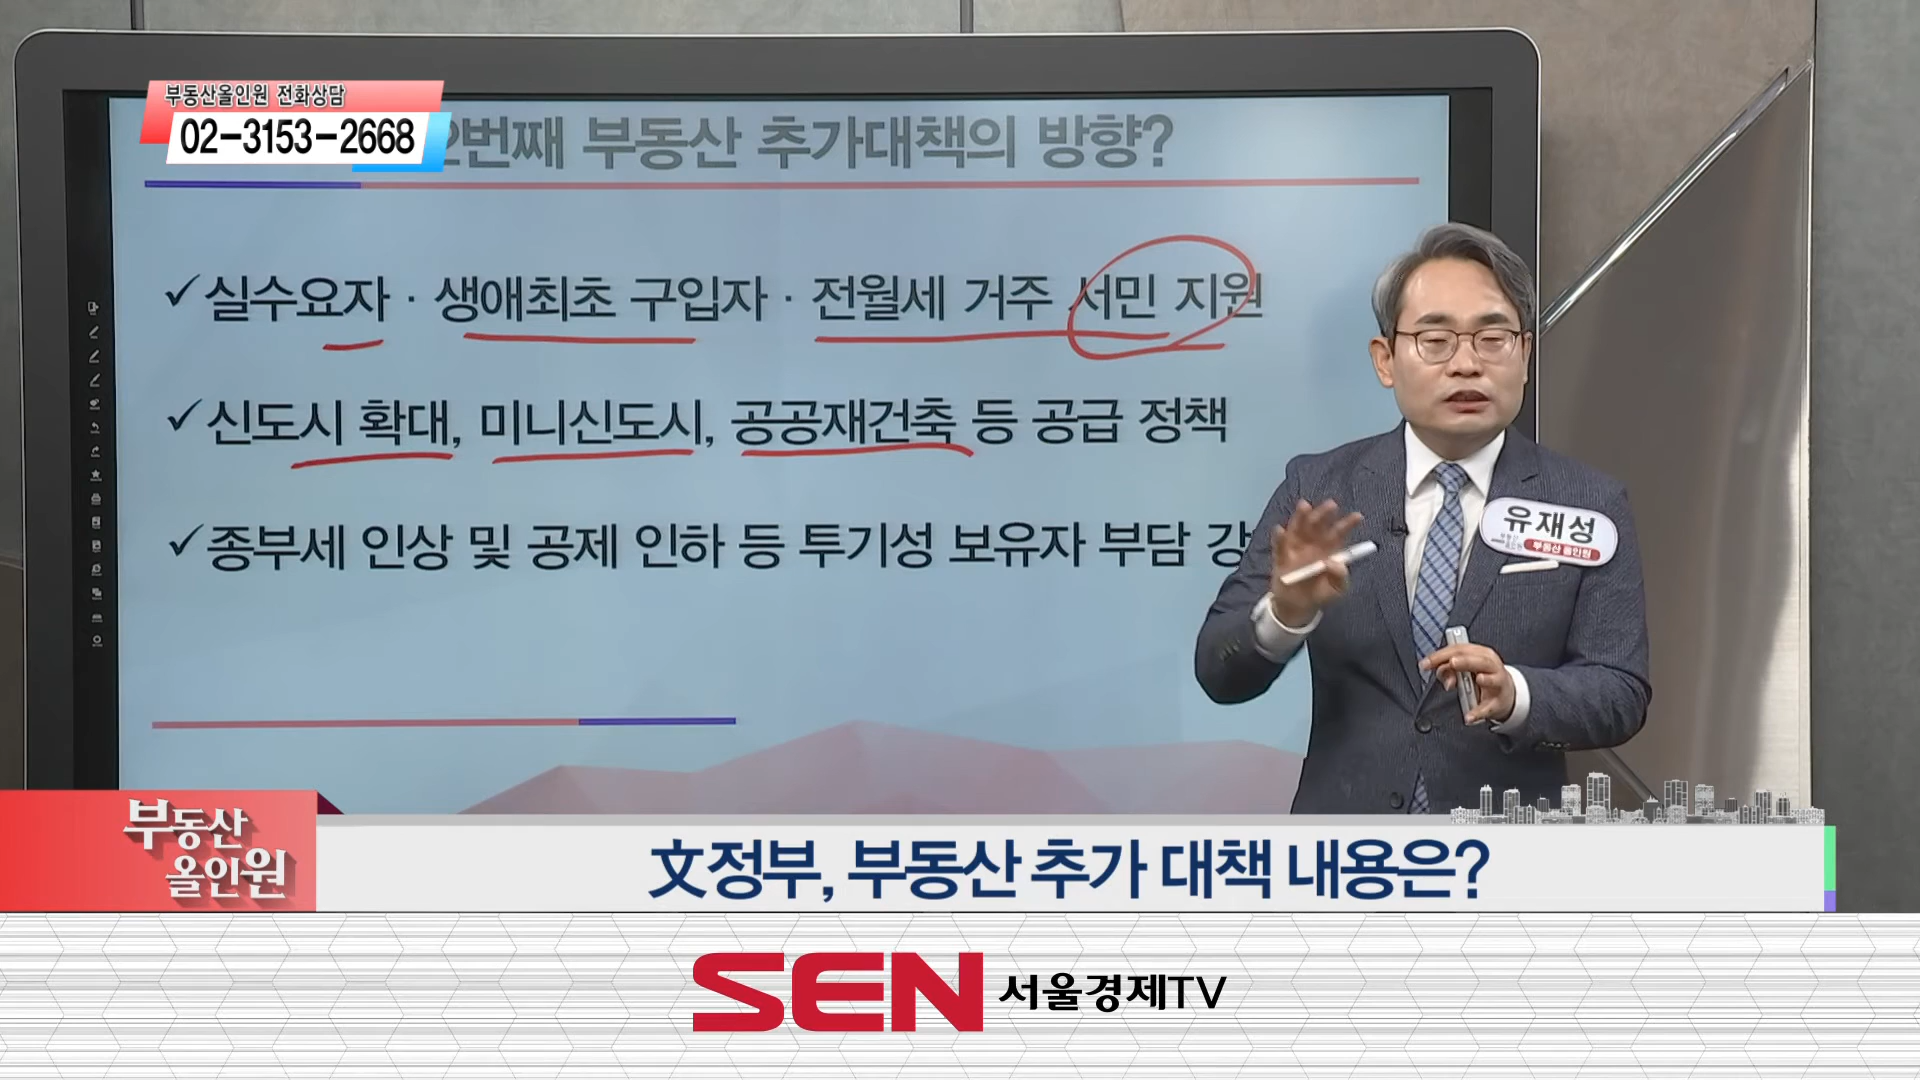 부동산올인원 전화상담
02-3153-2668
2번째 부동산 추가대책의 방향?
✓실수요자 · 생애최초 구입자 · 전월세 거주 서민 지원
✓신도시 확대, 미니신도시, 공공재건축 등 공급 정책
✓종부세 인상 및 공제 인하 등 투기성 보유자 부담 강
유재성
부동산 올인원
부동산
올인원
文정부, 부동산 추가 대책 내용은?
SEN 서울경제TV